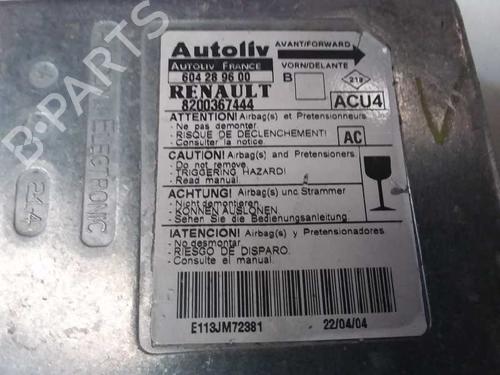 Autoliv
AVANT/FORWARD
AUTOLIV FRANCE
VORN/DELANTE
604 28 96 00
B
219
RENAULT
8200367444
ACU4
ATTENTION! Airbag(s) et Pretensionneurs
- Ne pas demonter.
- RISQUE DE DECLENCHEMENT!
- Consulter la notice.
AC
CAUTION! Airbag(s) and Pretensioners.
- Do not remove.
- TRIGGERING HAZARD!
- Read manual.
ACHTUNG! Airbag(s) und Strammer
- Nicht demontieren.
- KONNEN AUSLOSEN
- Sehen Sie die Bedienungsanleitung.
!ATENCION! Airbag(s) y Pretensionadores.
- No desmontar.
- RIESGO DE DISPARO.
- Consulte el manual.
E113JM72381
22/04/04
ELECTRONIC
214
B-PARTS